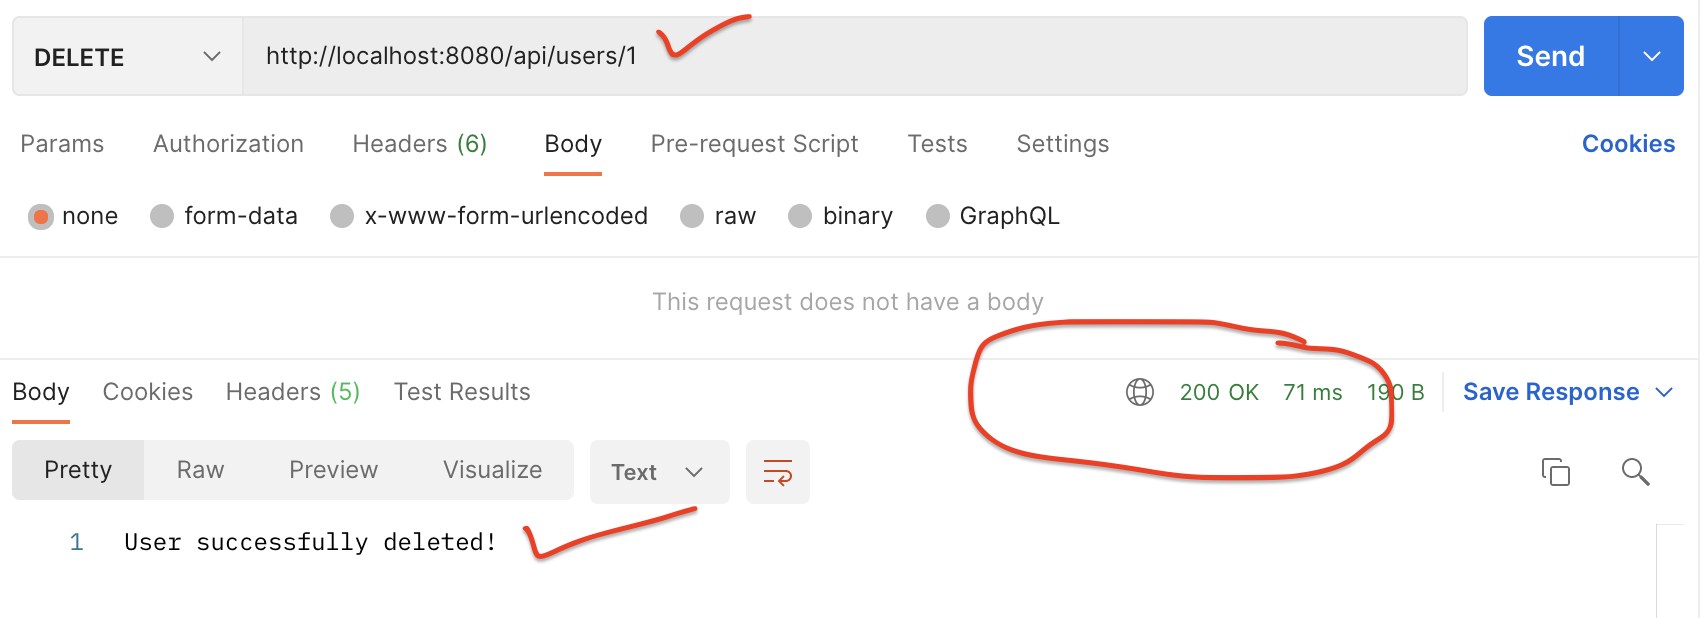 DELETE http://localhost:8080/api/users/1 Send
Params Authorization Headers (6) Body Pre-request Script Tests Settings Cookies
none form-data x-www-form-urlencoded raw binary GraphQL
This request does not have a body
Body Cookies Headers (5) Test Results 200 OK 71 ms 190 B Save Response
Pretty Raw Preview Visualize Text
1 User successfully deleted!